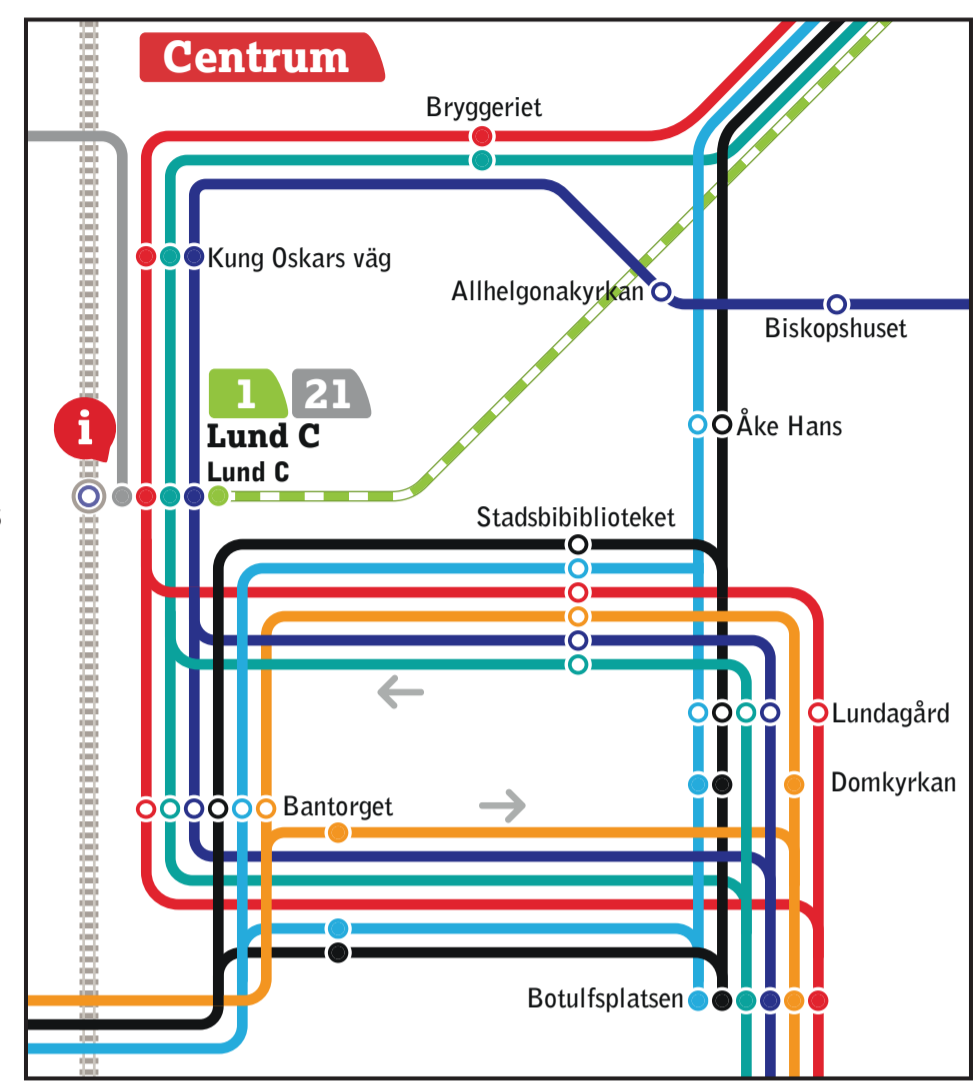 Centrum
Bryggeriet
Kung Oskars väg
Allhelgonakyrkan
Biskopshuset
1 21
i
Lund C
Lund C
Åke Hans
Stadsbibiblioteket
Lundagård
Domkyrkan
Bantorget
Botulfsplatsen